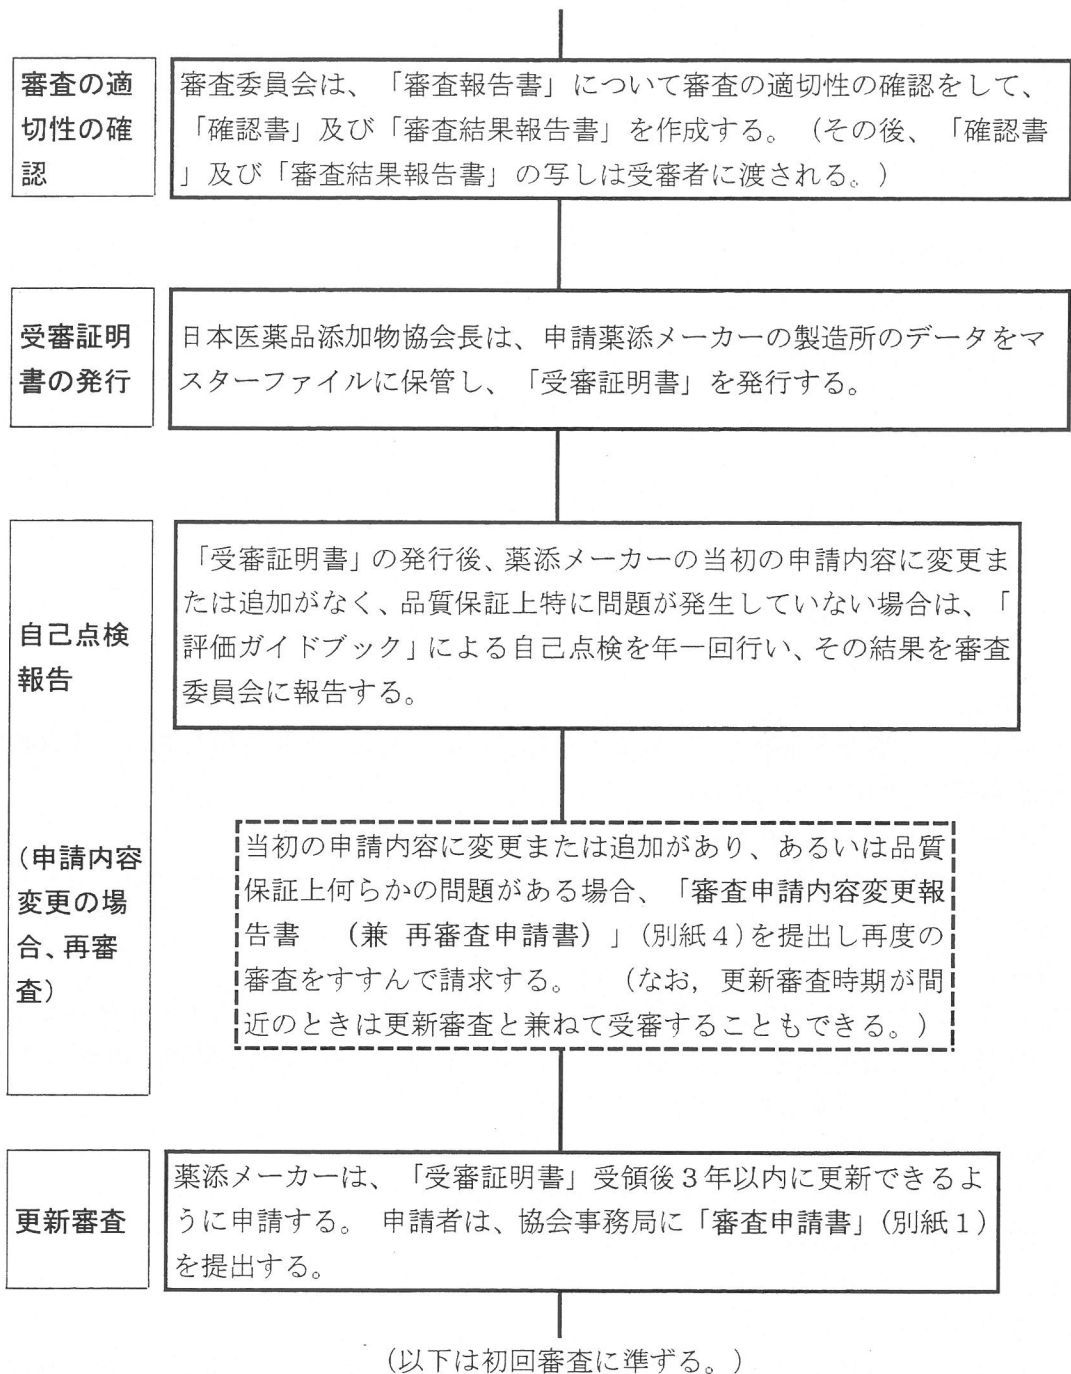 審査の適
切性の確
認
審査委員会は、「審査報告書」について審査の適切性の確認をして、
「確認書」及び「審査結果報告書」を作成する。（その後、「確認書
」及び「審査結果報告書」の写しは受審者に渡される。）
受審証明
書の発行
日本医薬品添加物協会長は、申請薬添メーカーの製造所のデータをマ
スターファイルに保管し、「受審証明書」を発行する。
自己点検
報告
「受審証明書」の発行後、薬添メーカーの当初の申請内容に変更ま
たは追加がなく、品質保証上特に問題が発生していない場合は、「
評価ガイドブック」による自己点検を年一回行い、その結果を審査
委員会に報告する。
（申請内容
変更の場
合、再審
査）
当初の申請内容に変更または追加があり、あるいは品質
保証上何らかの問題がある場合、「審査申請内容変更報
告書　（兼 再審査申請書）」（別紙４）を提出し再度の
審査をすすんで請求する。　（なお，更新審査時期が間
近のときは更新審査と兼ねて受審することもできる。）
更新審査
薬添メーカーは、「受審証明書」受領後３年以内に更新できるよ
うに申請する。 申請者は、協会事務局に「審査申請書」（別紙１）
を提出する。
（以下は初回審査に準ずる。）